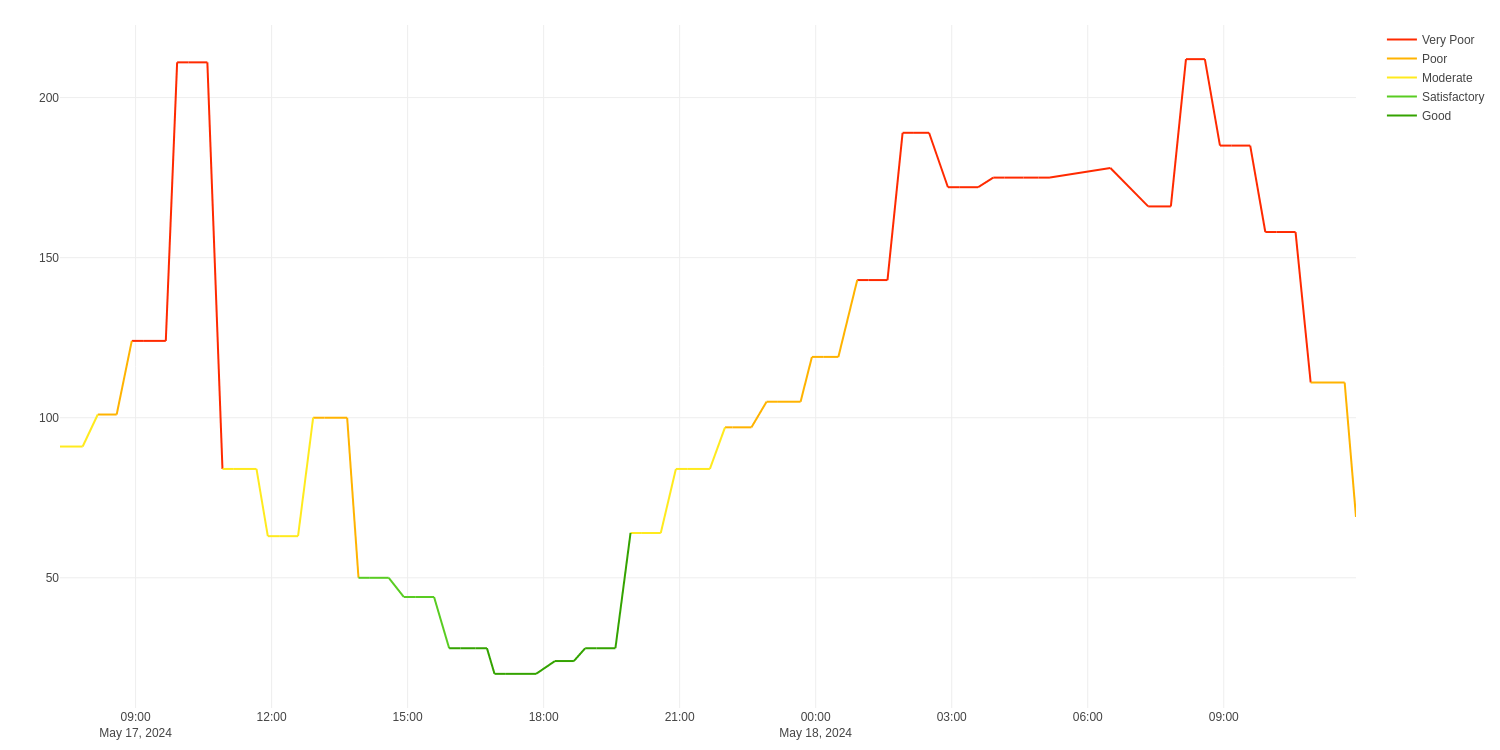 200
150
100
50
09:00
12:00
15:00
18:00
21:00
00:00
03:00
06:00
09:00
May 17, 2024
May 18, 2024
Very Poor
Poor
Moderate
Satisfactory
Good